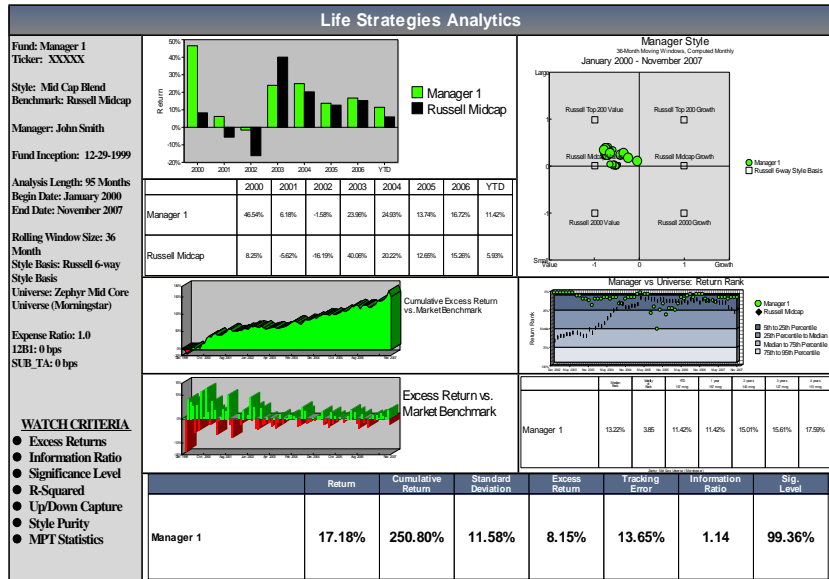 Life Strategies Analytics
Fund: Manager 1
Ticker: XXXXX
Style: Mid Cap Blend
Benchmark: Russell Midcap
Manager: John Smith
Fund Inception: 12-29-1999
Analysis Length: 95 Months
Begin Date: January 2000
End Date: November 2007
Rolling Window Size: 36
Month
Style Basis: Russell 6-way
Style Basis
Universe: Zephyr Mid Core
Universe (Morningstar)
Expense Ratio: 1.0
12B1: 0 bps
SUB_TA: 0 bps
WATCH CRITERIA
● Excess Returns
● Information Ratio
● Significance Level
● R-Squared
● Up/Down Capture
● Style Purity
● MPT Statistics
Return
50%
40%
30%
20%
10%
0%
-10%
-20%
2000 2001 2002 2003 2004 2005 2006 YTD
Manager 1
Russell Midcap
2000 2001 2002 2003 2004 2005 2006 YTD
Manager 1 46.54% 6.18% -1.58% 23.96% 24.93% 13.74% 16.72% 11.42%
Russell Midcap 8.25% -5.62% -16.19% 40.06% 20.22% 12.65% 15.26% 5.93%
Manager Style
36-Month Moving Windows, Computed Monthly
January 2000 - November 2007
Large
Russell Top 200 Value Russell Top 200 Growth
1
Russell Midcap Growth
0
Russell 2000 Value Russell 2000 Growth
-1
Small
Value -1 0 1 Growth
Manager 1
Russell 6-way Style Basis
Cumulative Excess Return
vs. Market Benchmark
Manager vs Universe: Return Rank
Return Rank
Manager 1
Russell Midcap
5th to 25th Percentile
25th Percentile to Median
Median to 75th Percentile
75th to 95th Percentile
Excess Return vs.
Market Benchmark
YTD 1 year 2 years 3 years
Manager 1 13.22% 3.85 11.42% 11.42% 15.01% 15.61% 17.59%
Return Cumulative Return Standard Deviation Excess Return Tracking Error Information Ratio Sig. Level
Manager 1 17.18% 250.80% 11.58% 8.15% 13.65% 1.14 99.36%